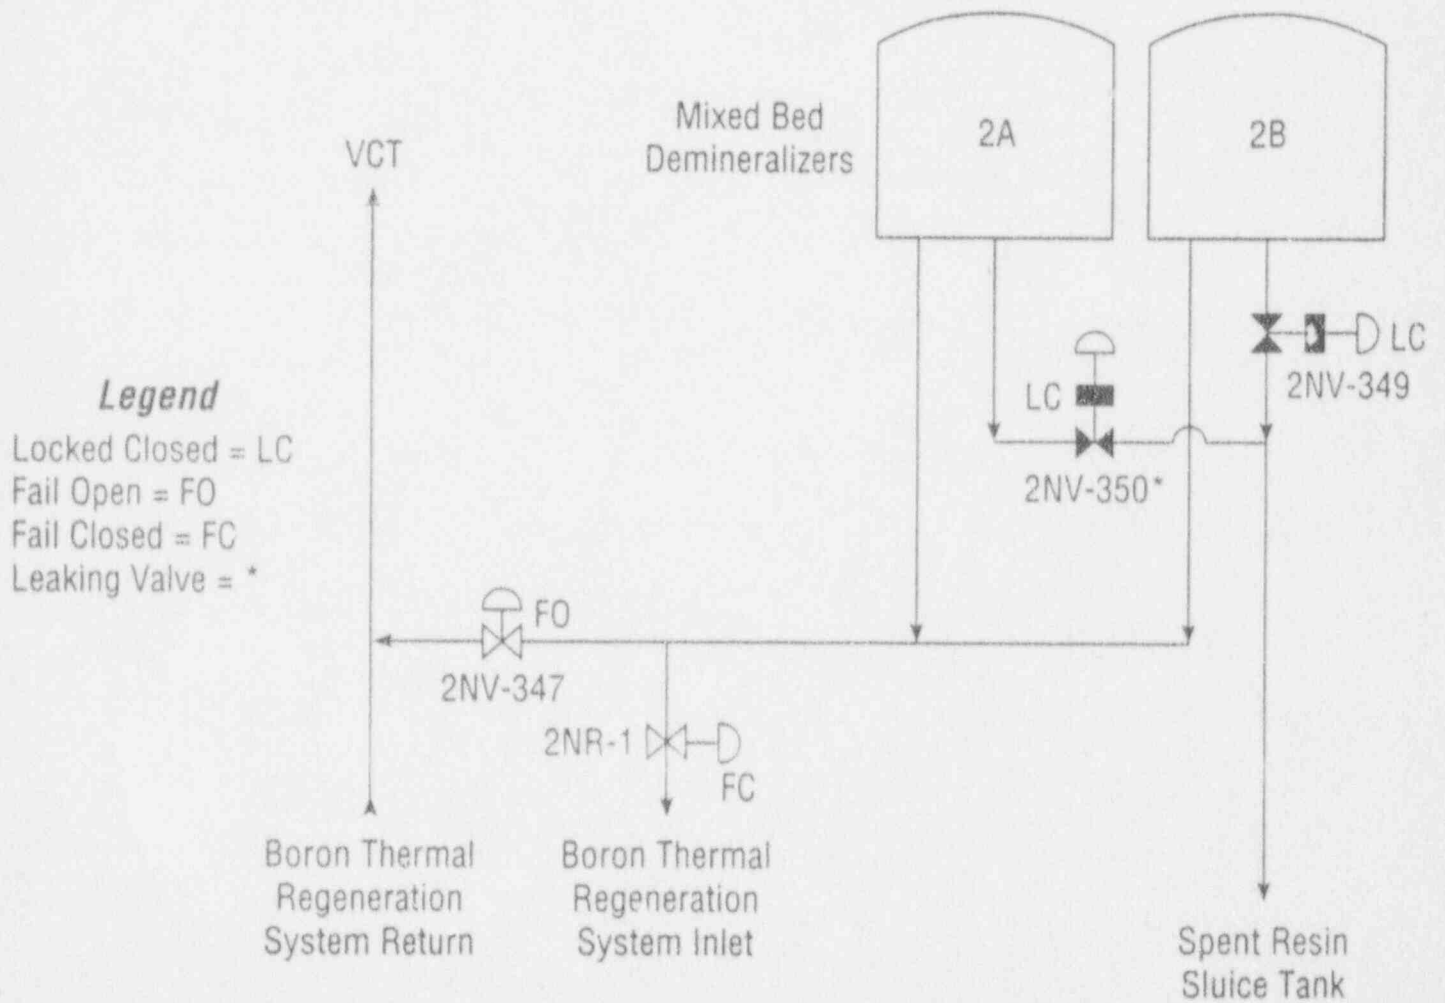 Mixed Bed
Demineralizers
2A
2B
VCT
LC
2NV-349
LC
2NV-350*
Legend
Locked Closed = LC
Fail Open = FO
Fail Closed = FC
Leaking Valve = *
FO
2NV-347
2NR-1
FC
Boron Thermal
Regeneration
System Return
Boron Thermal
Regeneration
System Inlet
Spent Resin
Sluice Tank